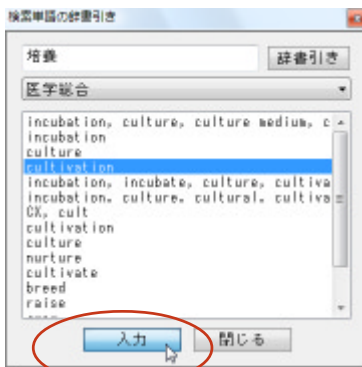 検索単語の辞書引き
培養
辞書引き
医学総合
incubation, culture, culture medium, c
incubation
culture
cultivation
incubation, incubate, culture, cultiva
incubation. culture. cultural. cultiva
CX, cult
cultivation
culture
nurture
cultivate
breed
raise
入力
閉じる